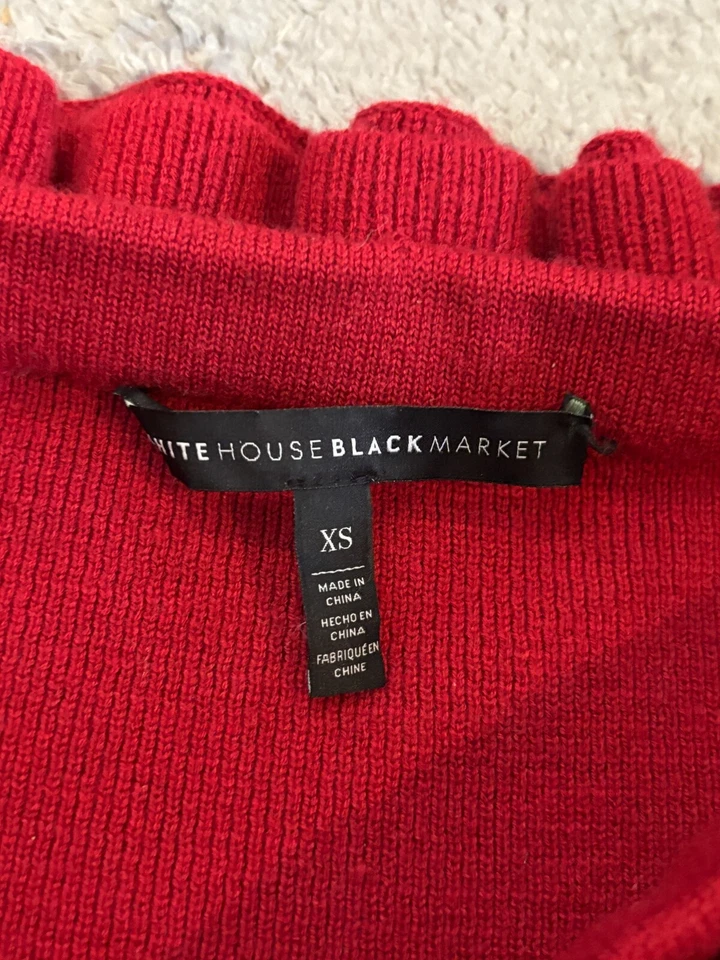 HITE HOUSE BLACK MARKET
XS
MADE IN
CHINA
HECHO EN
CHINA
FABRIQUÉ EN
CHINE